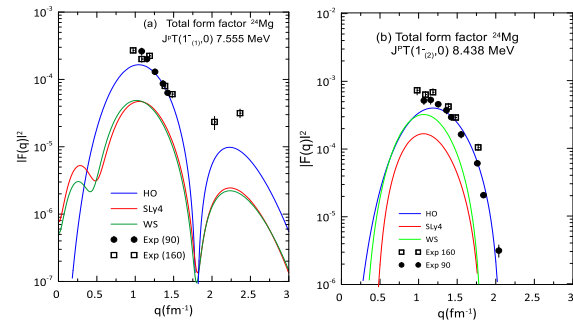 (a) Total form factor ²⁴Mg
JᵖT(1⁻₍₁₎,0) 7.555 MeV
10⁻³
10⁻⁴
10⁻⁵
10⁻⁶
10⁻⁷
|F(q)|²
HO
SLy4
WS
Exp (90)
Exp (160)
0 0.5 1 1.5 2 2.5 3
q(fm⁻¹)
(b) Total form factor ²⁴Mg
JᵖT(1⁻₍₂₎,0) 8.438 MeV
10⁻²
10⁻³
10⁻⁴
10⁻⁵
10⁻⁶
|F(q)|²
HO
SLy4
WS
Exp 160
Exp 90
0 0.5 1 1.5 2 2.5 3
q(fm⁻¹)